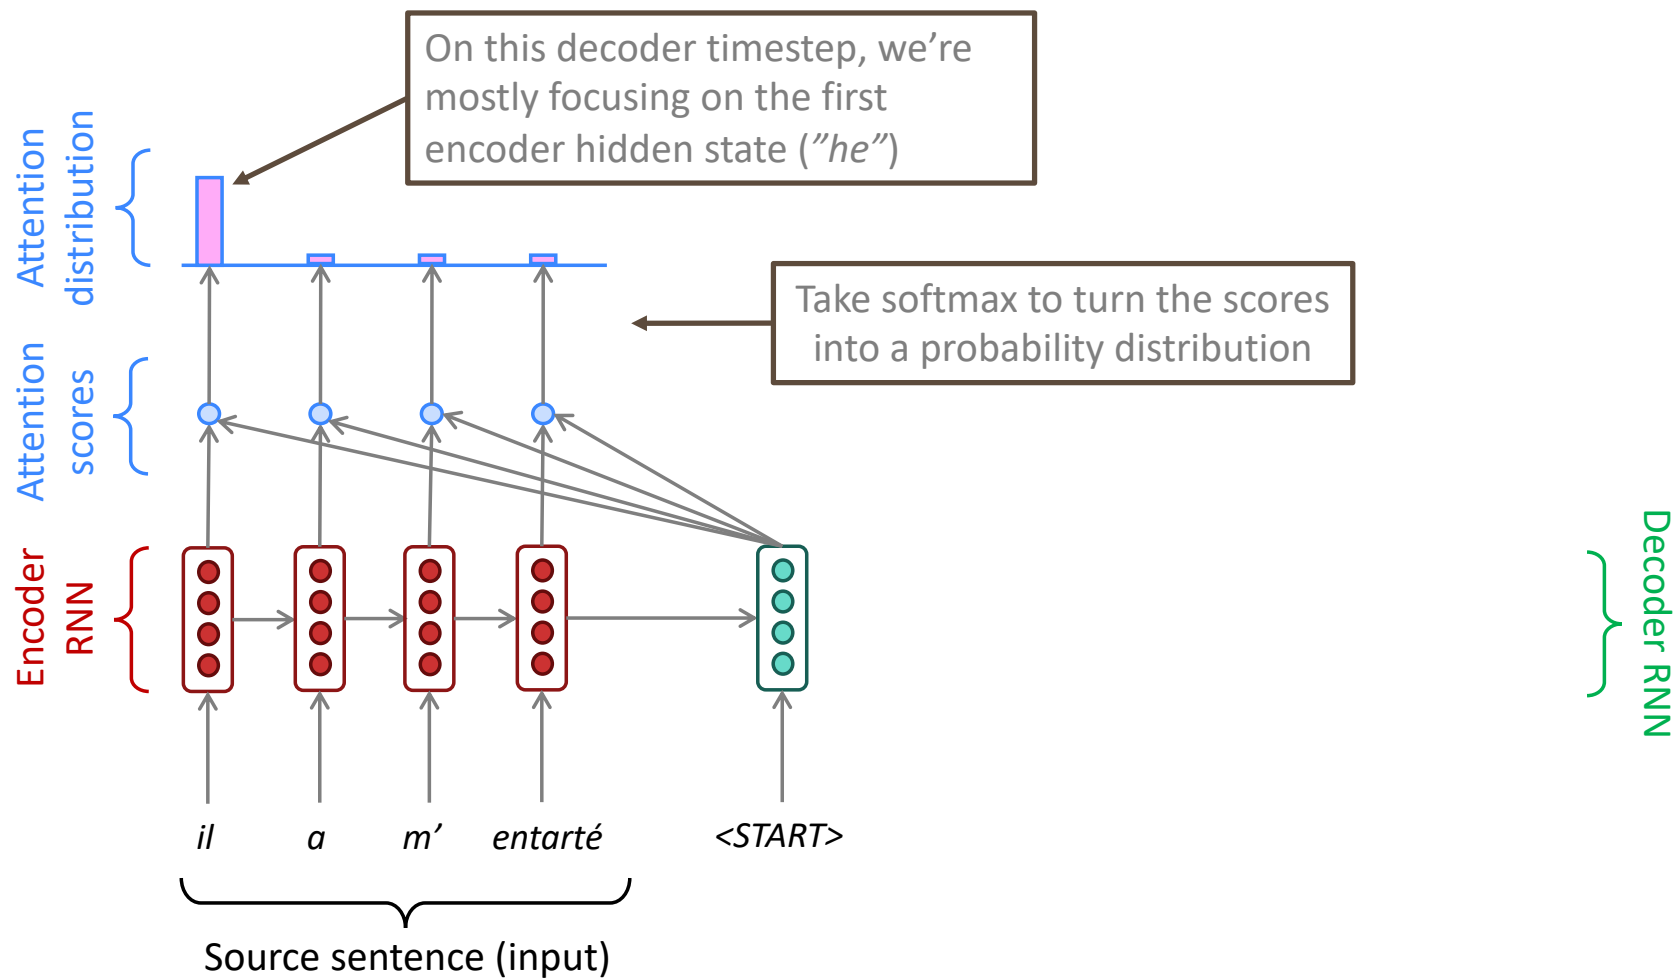 On this decoder timestep, we’re
mostly focusing on the first
encoder hidden state (”he”)
Attention
distribution
Take softmax to turn the scores
into a probability distribution
Attention
scores
Encoder
RNN
Decoder RNN
il a m’ entarté <START>
Source sentence (input)